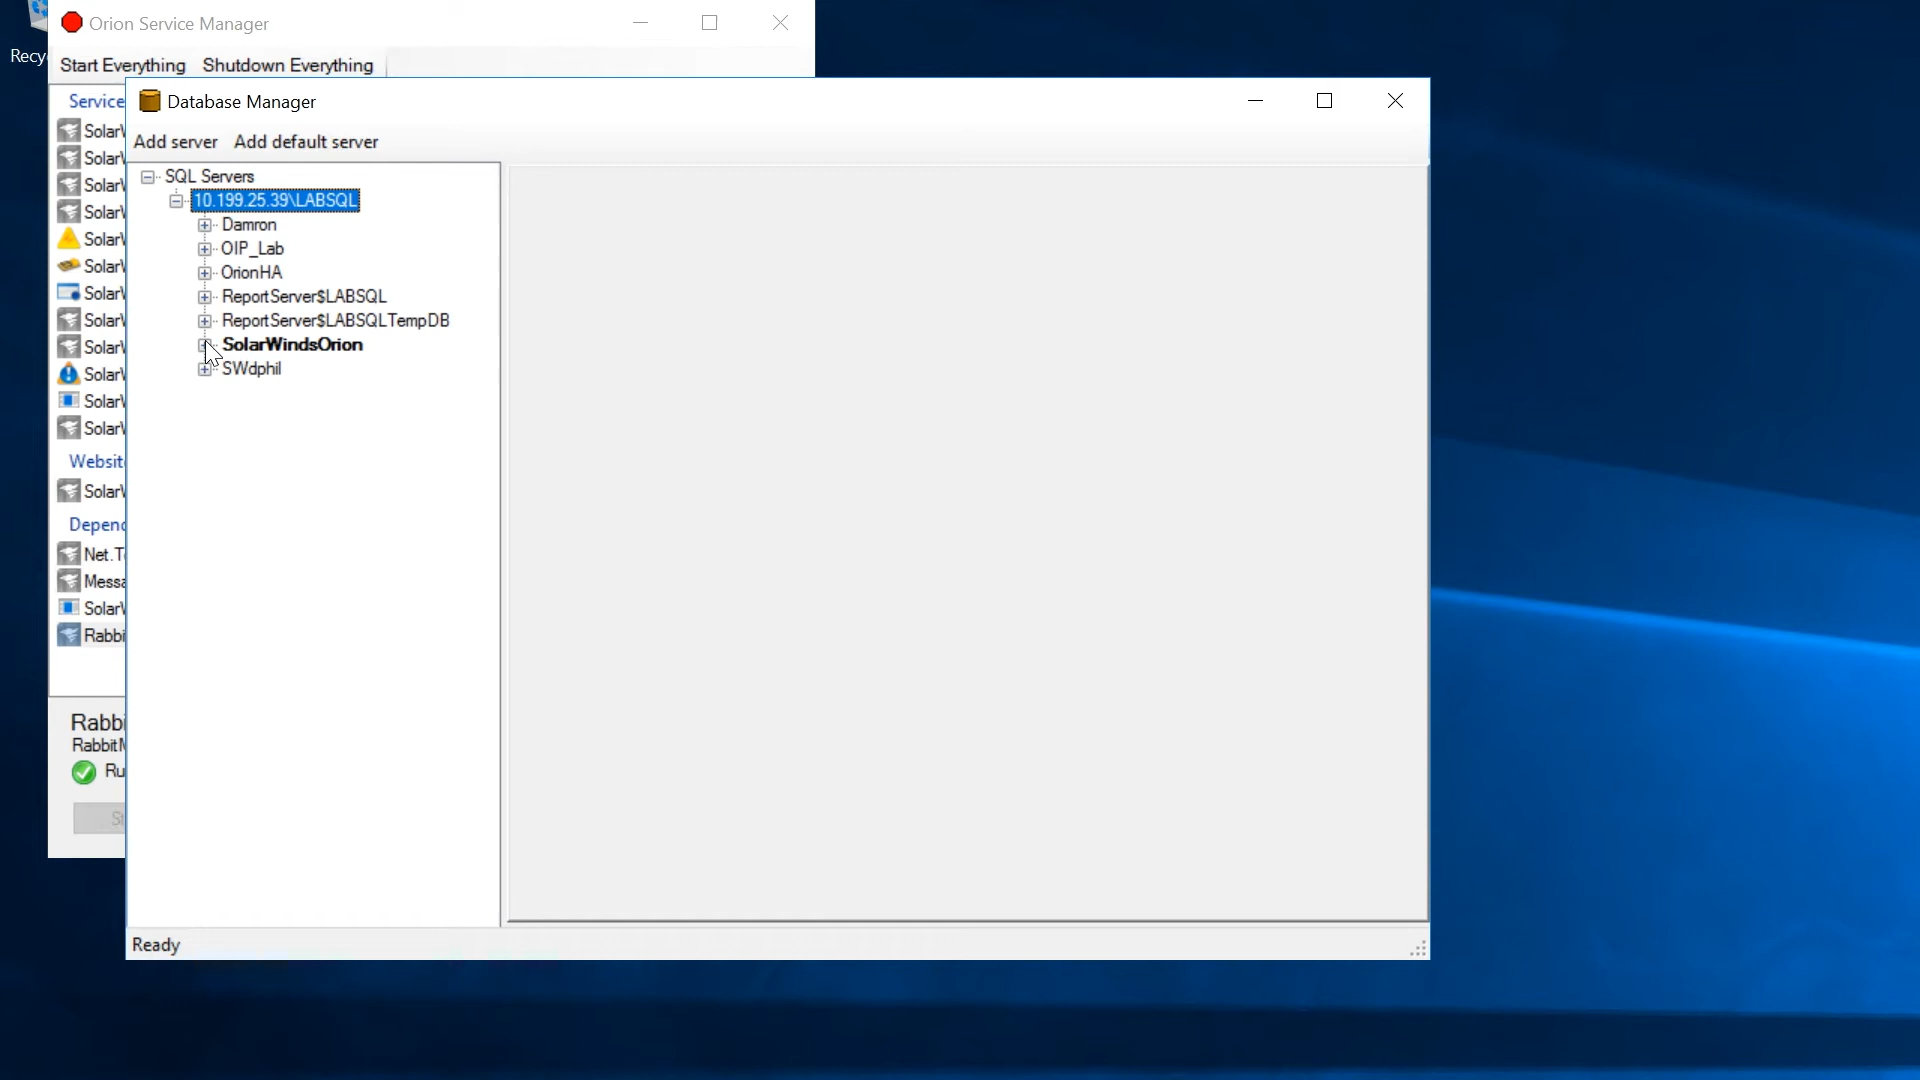 Orion Service Manager
Recy
Start Everything Shutdown Everything
Service
Database Manager
Add server Add default server
SQL Servers
10.199.25.39\LABSQL
Damron
OIP_Lab
OrionHA
ReportServer$LABSQL
ReportServer$LABSQLTempDB
SolarWindsOrion
SWdphil
Solar
Solar
Solar
Solar
Solar
Solar
Solar
Solar
Solar
Solar
Solar
Solar
Websit
Solar
Depend
Net.T
Messa
Solar
Rabbi
Rabbi
Rabbit
Ru
St
Ready